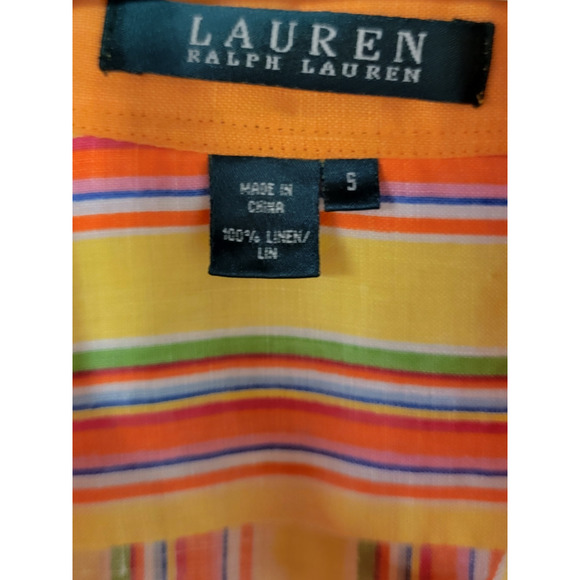 LAUREN
RALPH LAUREN
S
MADE IN
CHINA
100% LINEN/
LIN